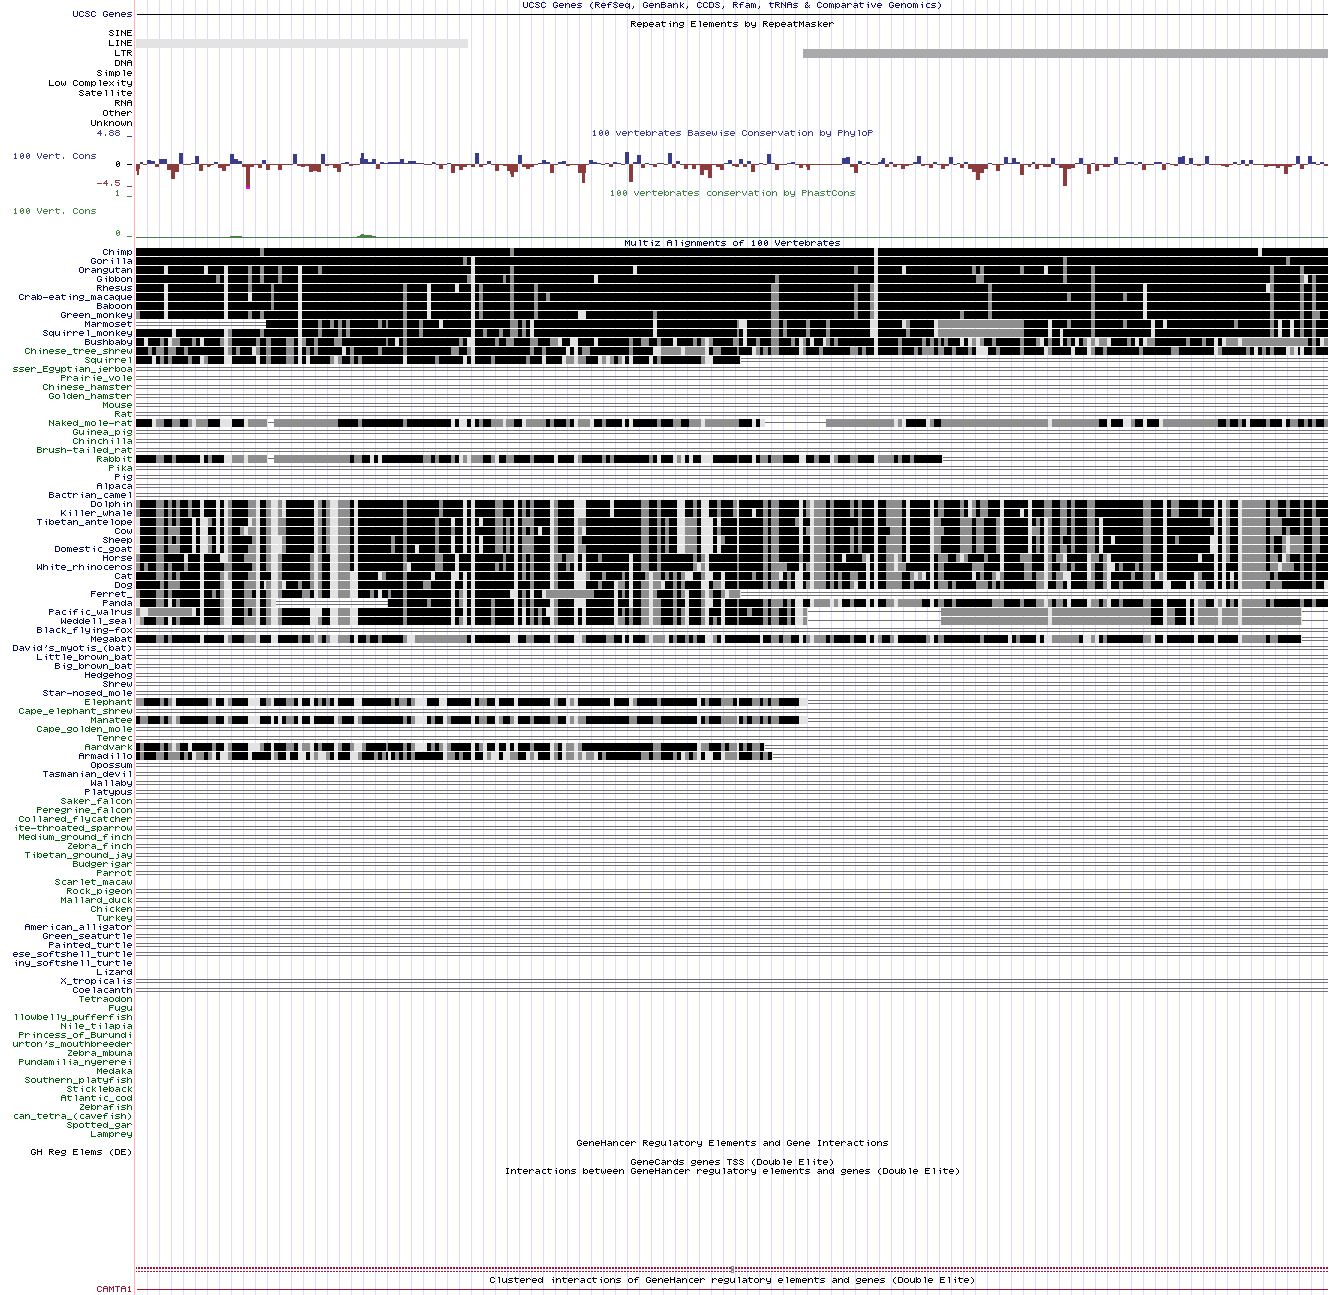 UCSC Genes (RefSeq, GenBank, CCDS, Rfam, tRNAs & Comparative Genomics)
UCSC Genes
Repeating Elements by RepeatMasker
SINE
LINE
LTR
DNA
Simple
Low Complexity
Satellite
RNA
Other
Unknown
4.88 _
100 vertebrates Basewise Conservation by PhyloP
100 Vert. Cons
0 _
-4.5 _
1 _
100 vertebrates conservation by PhastCons
100 Vert. Cons
0 _
Multiz Alignments of 100 Vertebrates
Chimp
Gorilla
Orangutan
Gibbon
Rhesus
Crab-eating_macaque
Baboon
Green_monkey
Marmoset
Squirrel_monkey
Bushbaby
Chinese_tree_shrew
Squirrel
sser_Egyptian_jerboa
Prairie_vole
Chinese_hamster
Golden_hamster
Mouse
Rat
Naked_mole-rat
Guinea_pig
Chinchilla
Brush-tailed_rat
Rabbit
Pika
Pig
Alpaca
Bactrian_camel
Dolphin
Killer_whale
Tibetan_antelope
Cow
Sheep
Domestic_goat
Horse
White_rhinoceros
Cat
Dog
Ferret_
Panda
Pacific_walrus
Weddell_seal
Black_flying-fox
Megabat
David's_myotis_(bat)
Little_brown_bat
Big_brown_bat
Hedgehog
Shrew
Star-nosed_mole
Elephant
Cape_elephant_shrew
Manatee
Cape_golden_mole
Tenrec
Aardvark
Armadillo
Opossum
Tasmanian_devil
Wallaby
Platypus
Saker_falcon
Peregrine_falcon
Collared_flycatcher
ite-throated_sparrow
Medium_ground_finch
Zebra_finch
Tibetan_ground_jay
Budgerigar
Parrot
Scarlet_macaw
Rock_pigeon
Mallard_duck
Chicken
Turkey
American_alligator
Green_seaturtle
Painted_turtle
ese_softshell_turtle
iny_softshell_turtle
Lizard
X_tropicalis
Coelacanth
Tetraodon
Fugu
llowbelly_pufferfish
Nile_tilapia
Princess_of_Burundi
urton's_mouthbreeder
Zebra_mbuna
Pundamilia_nyererei
Medaka
Southern_platyfish
Stickleback
Atlantic_cod
Zebrafish
can_tetra_(cavefish)
Spotted_gar
Lamprey
GeneHancer Regulatory Elements and Gene Interactions
GH Reg Elems (DE)
GeneCards genes TSS (Double Elite)
Interactions between GeneHancer regulatory elements and genes (Double Elite)
Clustered interactions of GeneHancer regulatory elements and genes (Double Elite)
CAMTA1